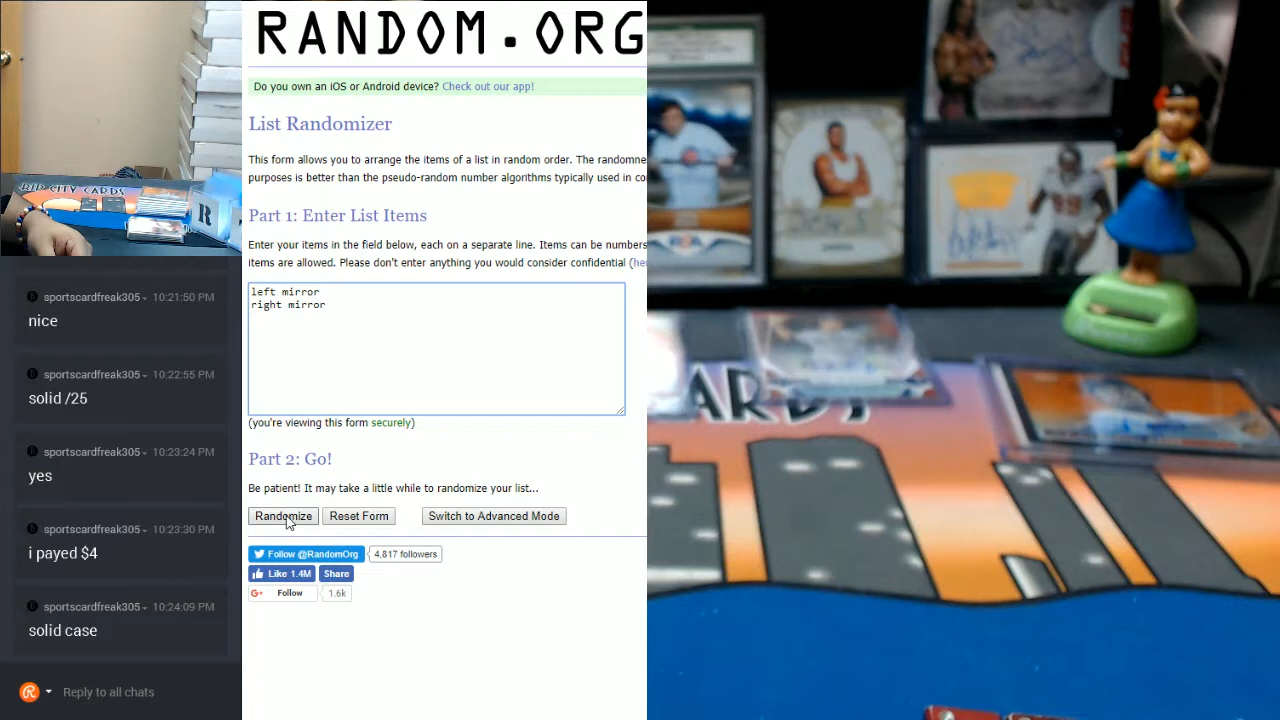 RANDOM.ORG
Do you own an iOS or Android device? Check out our app!
List Randomizer
This form allows you to arrange the items of a list in random order. The randomne
purposes is better than the pseudo-random number algorithms typically used in co
Part 1: Enter List Items
Enter your items in the field below, each on a separate line. Items can be numbers
items are allowed. Please don't enter anything you would consider confidential (he
left mirror
right mirror
(you're viewing this form securely)
Part 2: Go!
Be patient! It may take a little while to randomize your list...
Randomize Reset Form Switch to Advanced Mode
Follow @RandomOrg 4,817 followers
Like 1.4M Share
Follow 1.6k
RIP CITY CARDS
R
sportscardfreak305 10:21:50 PM
nice
sportscardfreak305 10:22:55 PM
solid /25
sportscardfreak305 10:23:24 PM
yes
sportscardfreak305 10:23:30 PM
i payed $4
sportscardfreak305 10:24:09 PM
solid case
Reply to all chats
ARDS